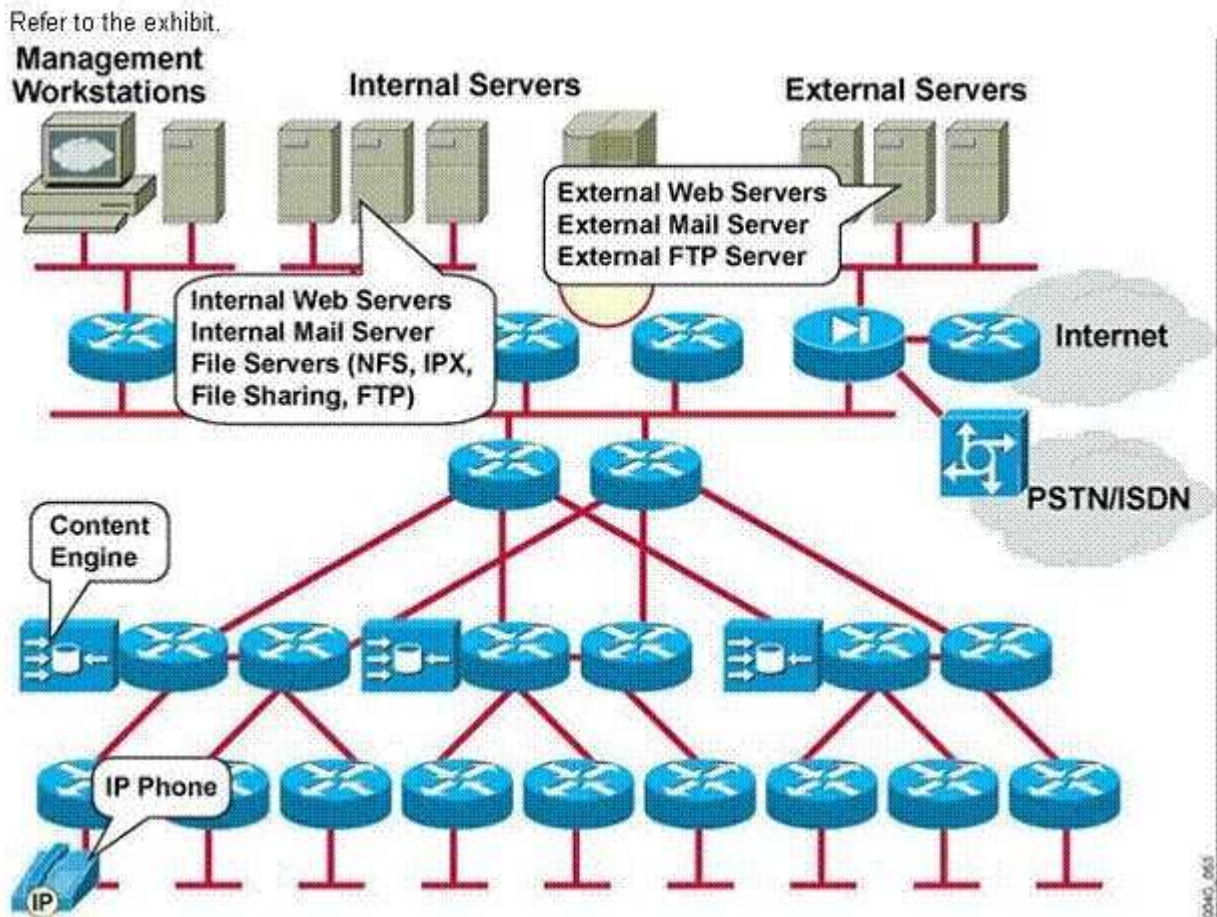 Refer to the exhibit.
Management
Workstations
Internal Servers
External Servers
External Web Servers
External Mail Server
External FTP Server
Internal Web Servers
Internal Mail Server
File Servers (NFS, IPX,
File Sharing, FTP)
Internet
PSTN/ISDN
Content
Engine
IP Phone
IP